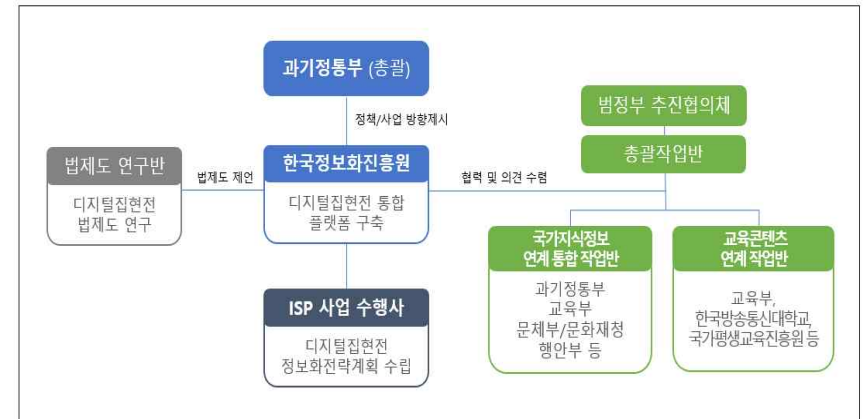 과기정통부 (총괄)
정책/사업 방향제시
범정부 추진협의체
총괄작업반
법제도 연구반
디지털집현전
법제도 연구
법제도 제언
한국정보화진흥원
디지털집현전 통합
플랫폼 구축
협력 및 의견 수렴
ISP 사업 수행사
디지털집현전
정보화전략계획 수립
국가지식정보
연계 통합 작업반
과기정통부
교육부
문체부/문화재청
행안부 등
교육콘텐츠
연계 작업반
교육부,
한국방송통신대학교,
국가평생교육진흥원 등